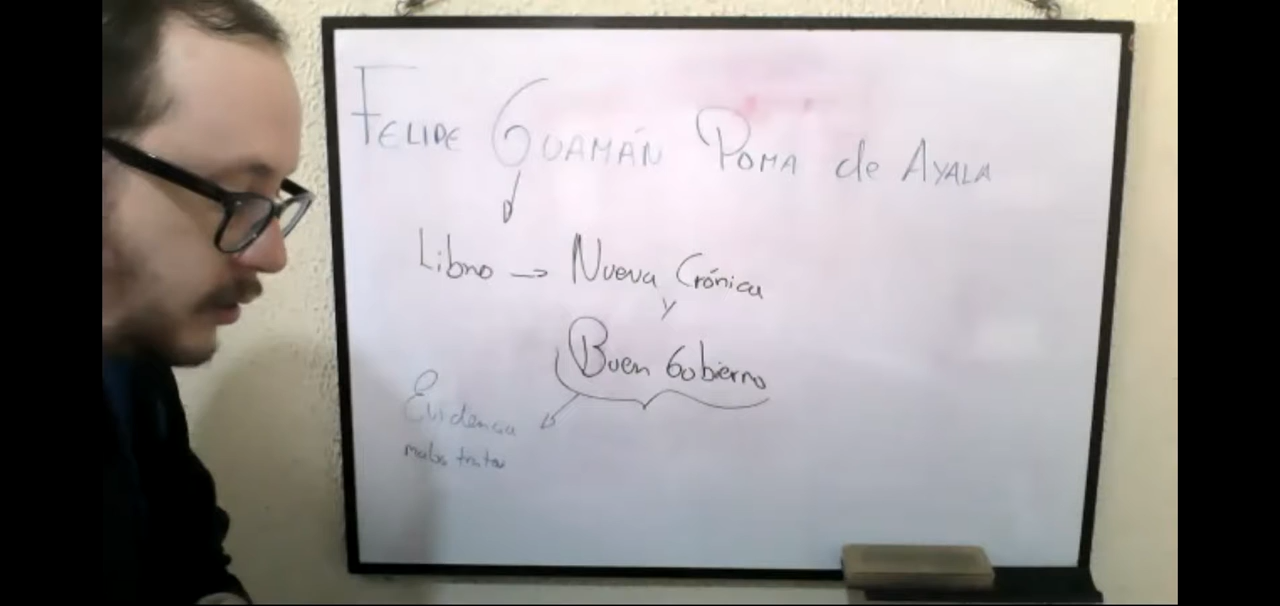 FELIPE GUAMÁN POMA de AYALA
Libro → Nueva Crónica
y
Buen Gobierno
Evidencia
malos tratos